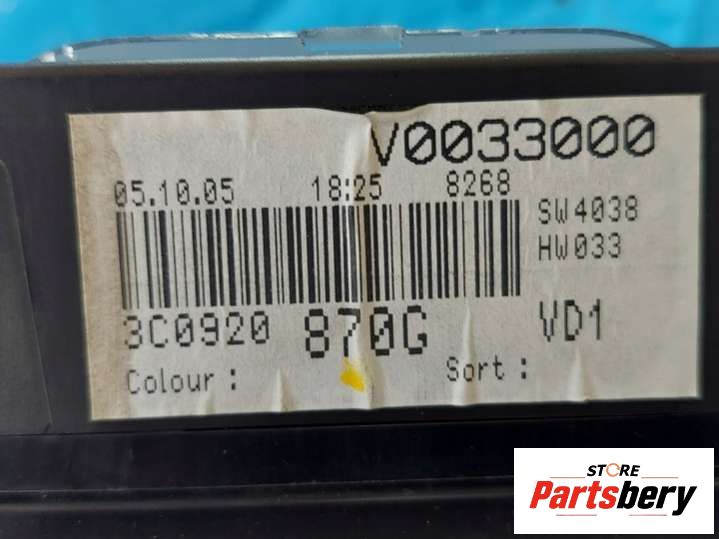 V0033000
05.10.05 18:25 8268
SW4038
HW033
3C0920 870G VD1
Colour : Sort :
STORE
Partsbery